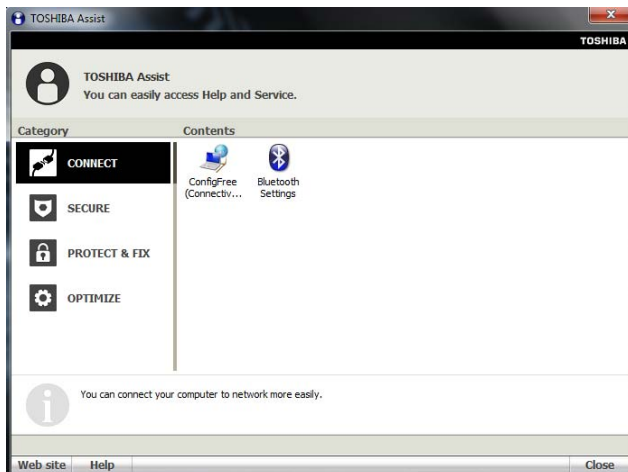 TOSHIBA Assist
TOSHIBA
TOSHIBA Assist
You can easily access Help and Service.
Category
Contents
CONNECT
SECURE
PROTECT & FIX
OPTIMIZE
ConfigFree
(Connectiv...
Bluetooth
Settings
You can connect your computer to network more easily.
Web site
Help
Close